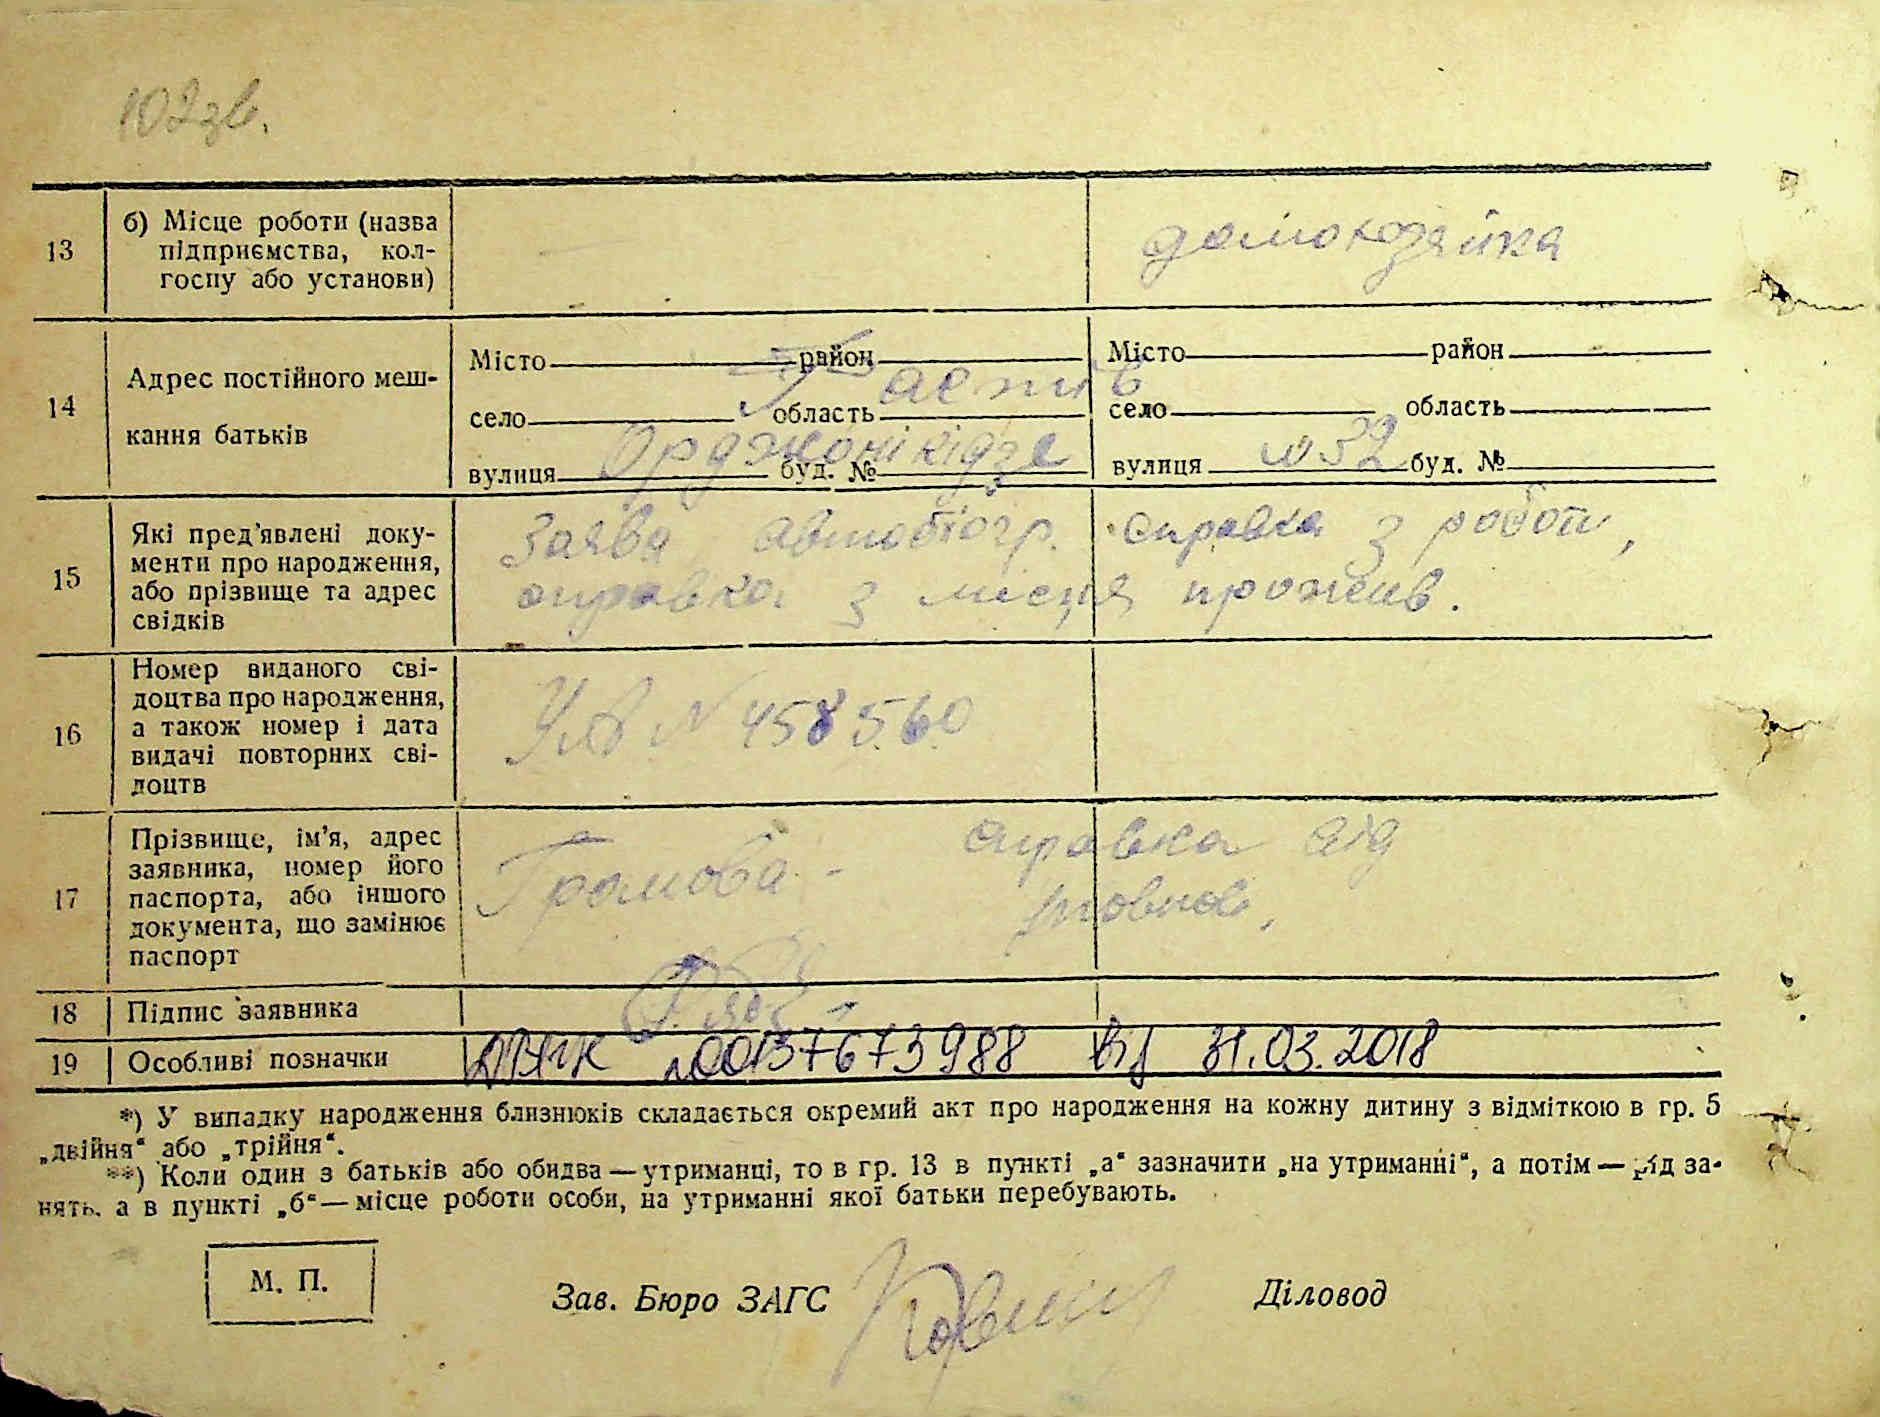 102зв.
13
б) Місце роботи (назва
підприємства, кол-
госпу або установи)
домохозяйка
14
Адрес постійного меш-
кання батьків
Місто район
Місто район
Фастів
село область
село область
Орджонікідзе
№ 32
вулиця буд. №
вулиця буд. №
15
Які пред’явлені доку-
менти про народження,
або прізвище та адрес
свідків
Заява, автобіогр. справка з роботи,
справка з місця прожив.
16
Номер виданого сві-
доцтва про народження,
а також номер і дата
видачі повторних сві-
доцтв
N 458560
17
Прізвище, ім’я, адрес
заявника, номер його
паспорта, або іншого
документа, що замінює
паспорт
Громова - справка від
18
Підпис заявника
19
Особливі позначки
№00137673988 від 31.03.2018
*) У випадку народження близнюків складається окремий акт про народження на кожну дитину з відміткою в гр. 5
„двійня“ або „трійня“.
**) Коли один з батьків або обидва — утриманці, то в гр. 13 в пункті „а“ зазначити „на утриманні“, а потім — рід за-
нять, а в пункті „б“ — місце роботи особи, на утриманні якої батьки перебувають.
М. П.
Зав. Бюро ЗАГС
Діловод